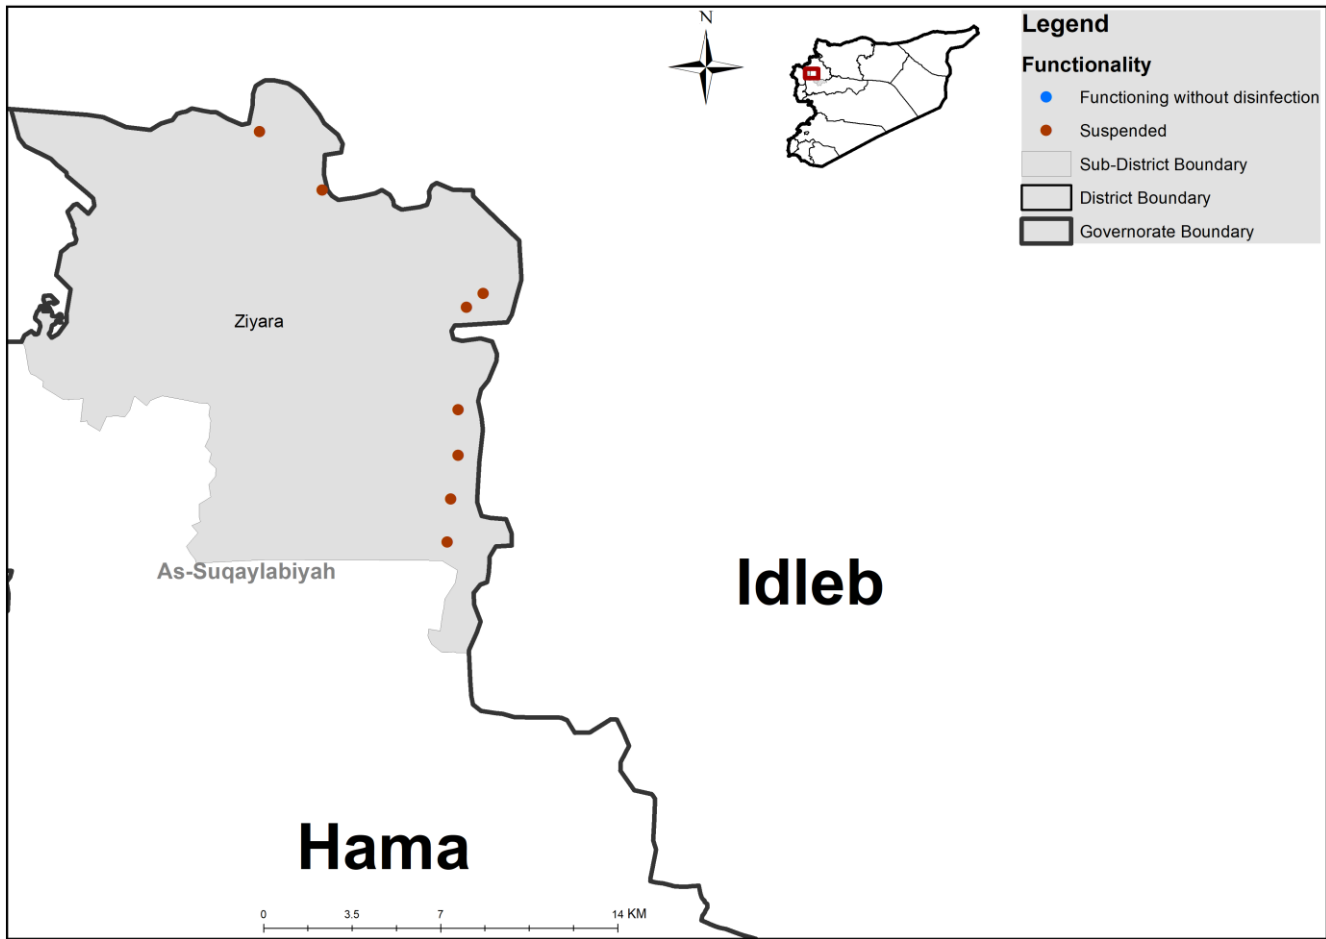 N
Legend
Functionality
Functioning without disinfection
Suspended
Sub-District Boundary
District Boundary
Governorate Boundary
Ziyara
As-Suqaylabiyah
Idleb
Hama
0 3.5 7 14 KM